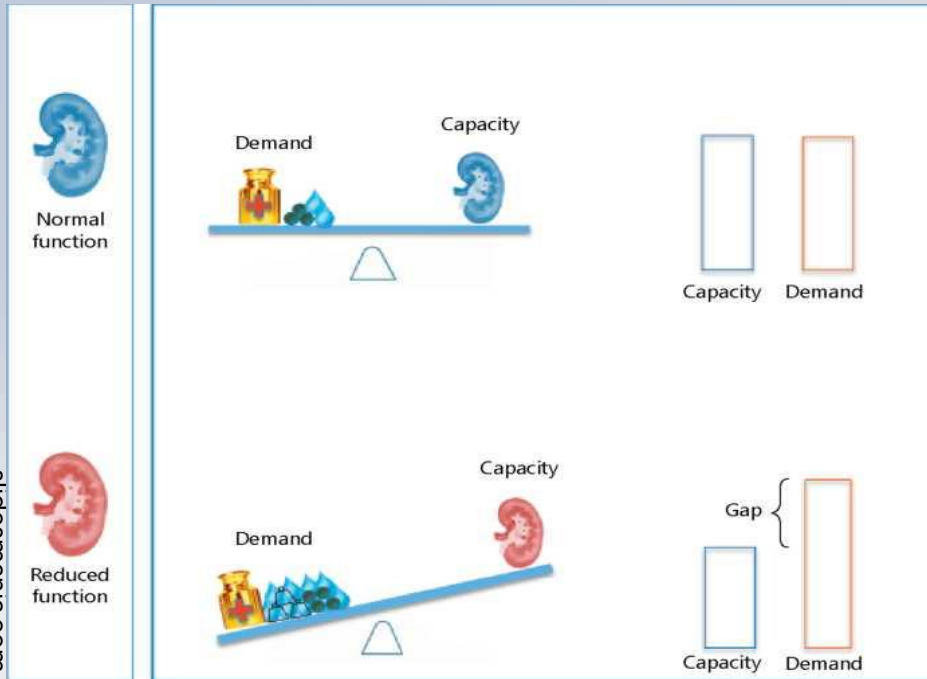 Demand
Capacity
Normal
function
Capacity
Demand
Capacity
Demand
Gap
Reduced
function
Capacity
Demand